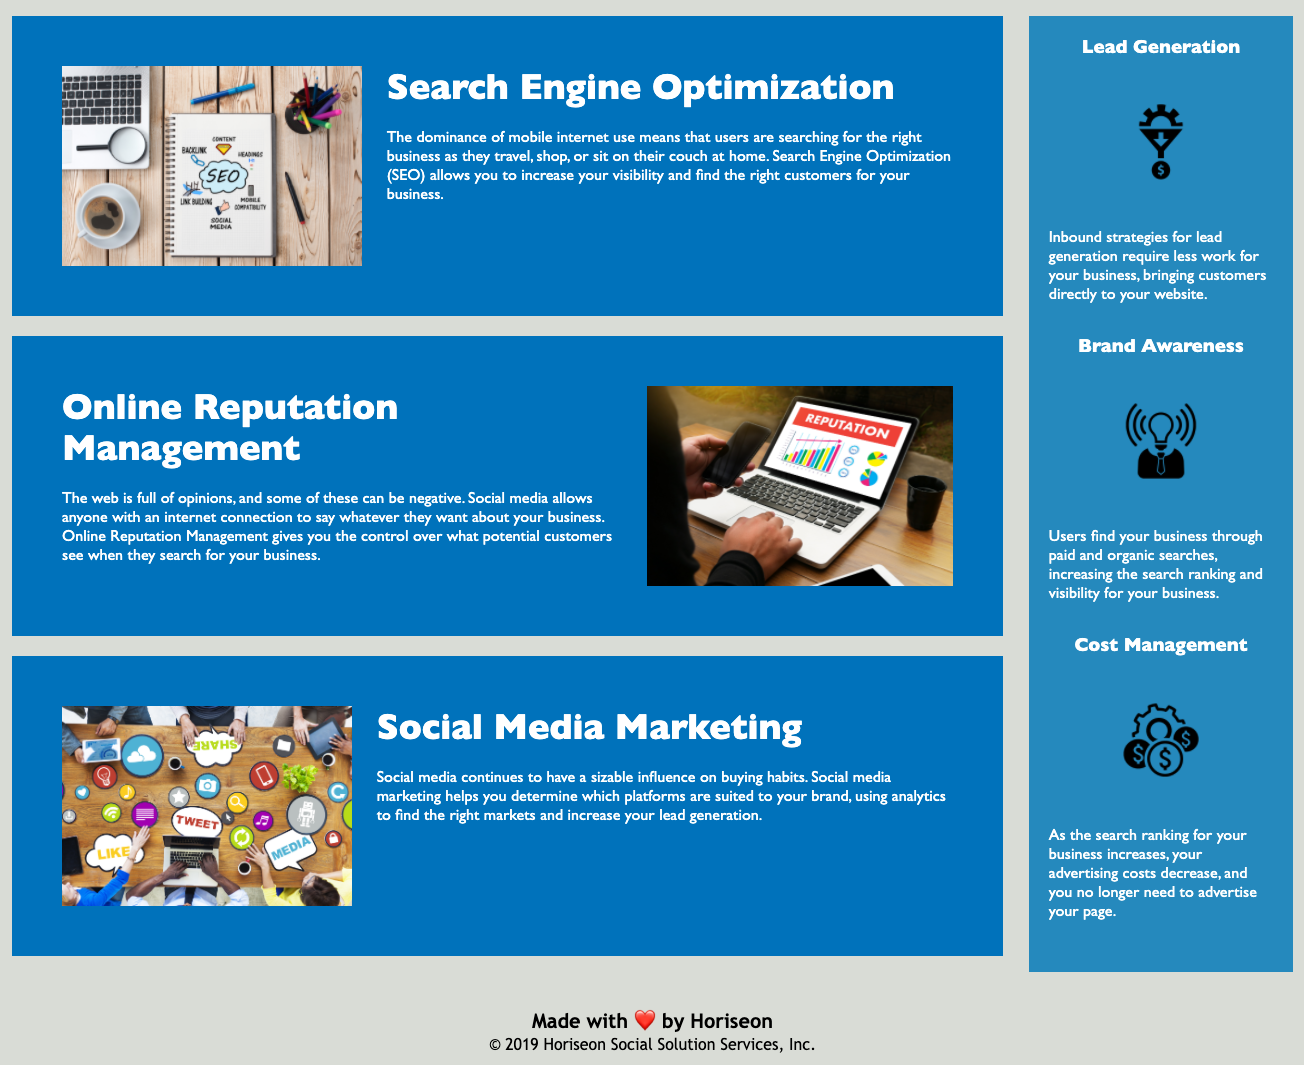 Search Engine Optimization
The dominance of mobile internet use means that users are searching for the right
business as they travel, shop, or sit on their couch at home. Search Engine Optimization
(SEO) allows you to increase your visibility and find the right customers for your
business.
CONTENT
BACKLINK
HEADINGS
SEO
LINK BUILDING
MOBILE
COMPATIBILITY
SOCIAL
MEDIA
Online Reputation
Management
The web is full of opinions, and some of these can be negative. Social media allows
anyone with an internet connection to say whatever they want about your business.
Online Reputation Management gives you the control over what potential customers
see when they search for your business.
REPUTATION
Social Media Marketing
Social media continues to have a sizable influence on buying habits. Social media
marketing helps you determine which platforms are suited to your brand, using analytics
to find the right markets and increase your lead generation.
SHARE
TWEET
LIKE
MEDIA
Lead Generation
$
Inbound strategies for lead
generation require less work for
your business, bringing customers
directly to your website.
Brand Awareness
Users find your business through
paid and organic searches,
increasing the search ranking and
visibility for your business.
Cost Management
$ $ $
As the search ranking for your
business increases, your
advertising costs decrease, and
you no longer need to advertise
your page.
Made with ❤️ by Horiseon
© 2019 Horiseon Social Solution Services, Inc.